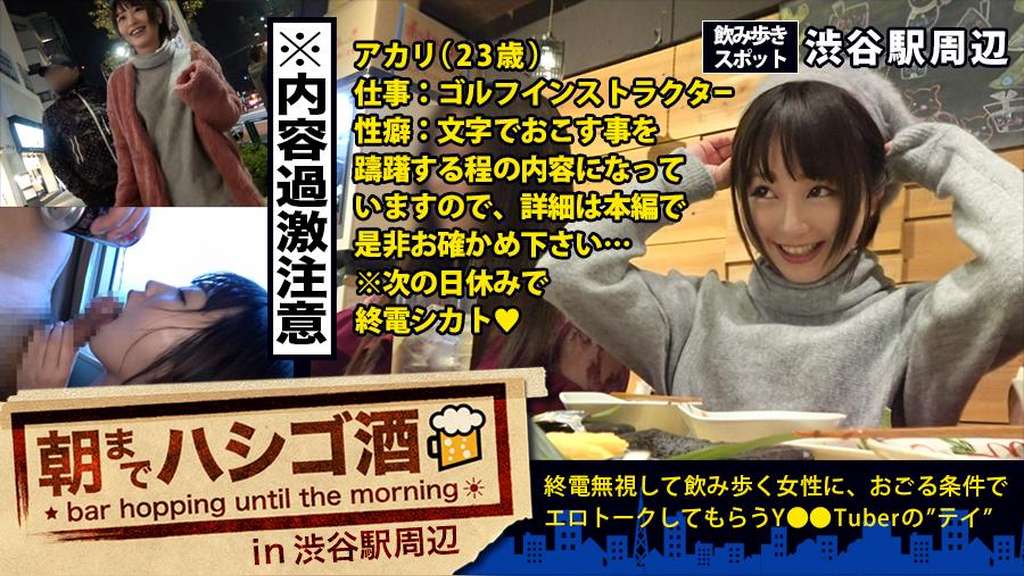 飲み歩き
スポット
渋谷駅周辺
※内容過激注意
アカリ（23歳）
仕事：ゴルフインストラクター
性癖：文字でおこす事を
躊躇する程の内容になって
いますので、詳細は本編で
是非お確かめ下さい…
※次の日休みで
終電シカト♥
朝までハシゴ酒
★bar hopping until the morning☀
in 渋谷駅周辺
終電無視して飲み歩く女性に、おごる条件で
エロトークしてもらうY●●Tuberの”テイ”